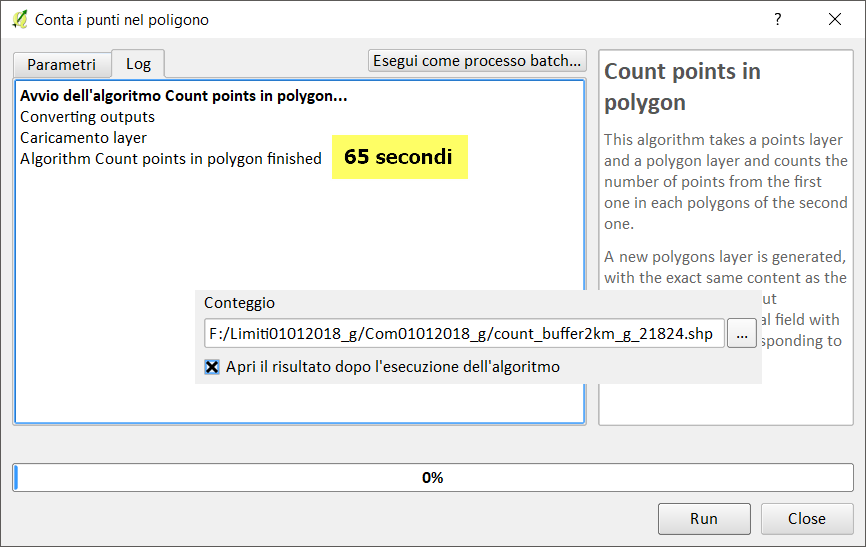 Conta i punti nel poligono
?
Parametri
Log
Esegui come processo batch...
Avvio dell'algoritmo Count points in polygon...
Converting outputs
Caricamento layer
Algorithm Count points in polygon finished
65 secondi
Count points in
polygon
This algorithm takes a points layer
and a polygon layer and counts the
number of points from the first
one in each polygons of the second
one.
A new polygons layer is generated,
with the exact same content as the
ut
al field with
sponding to
Conteggio
F:/Limiti01012018_g/Com01012018_g/count_buffer2km_g_21824.shp
...
Apri il risultato dopo l'esecuzione dell'algoritmo
0%
Run
Close